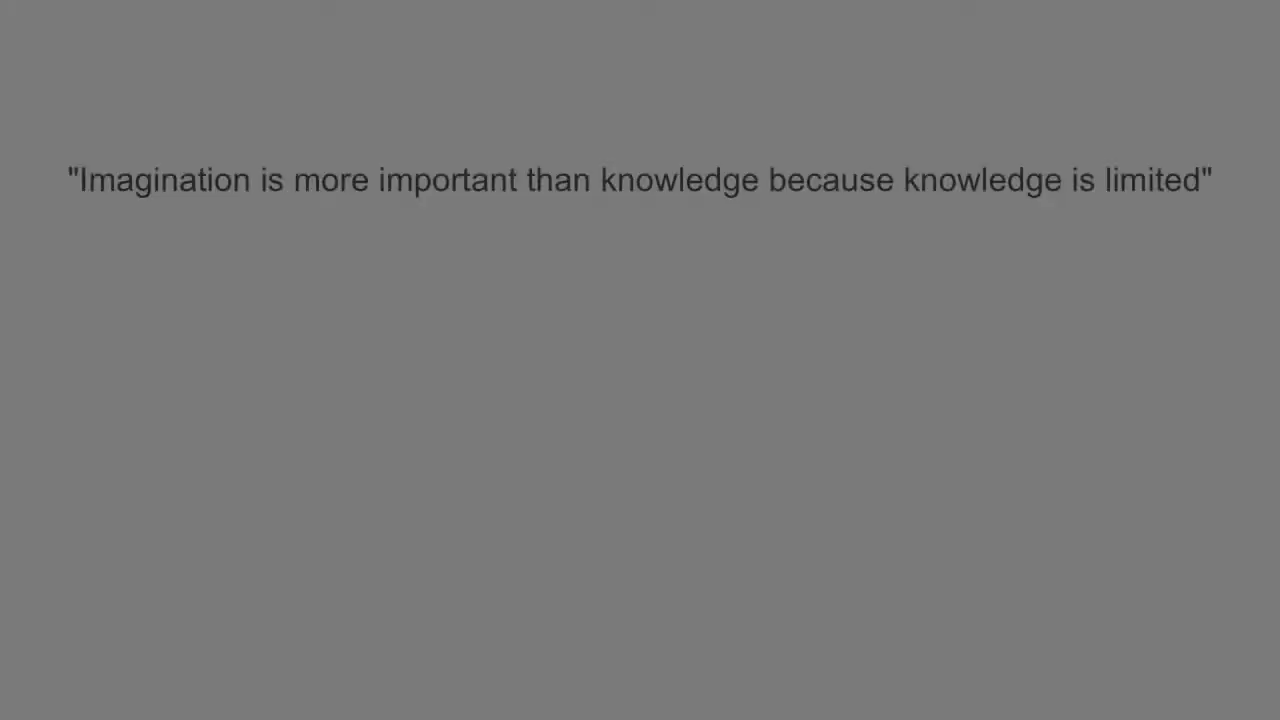 "Imagination is more important than knowledge because knowledge is limited"